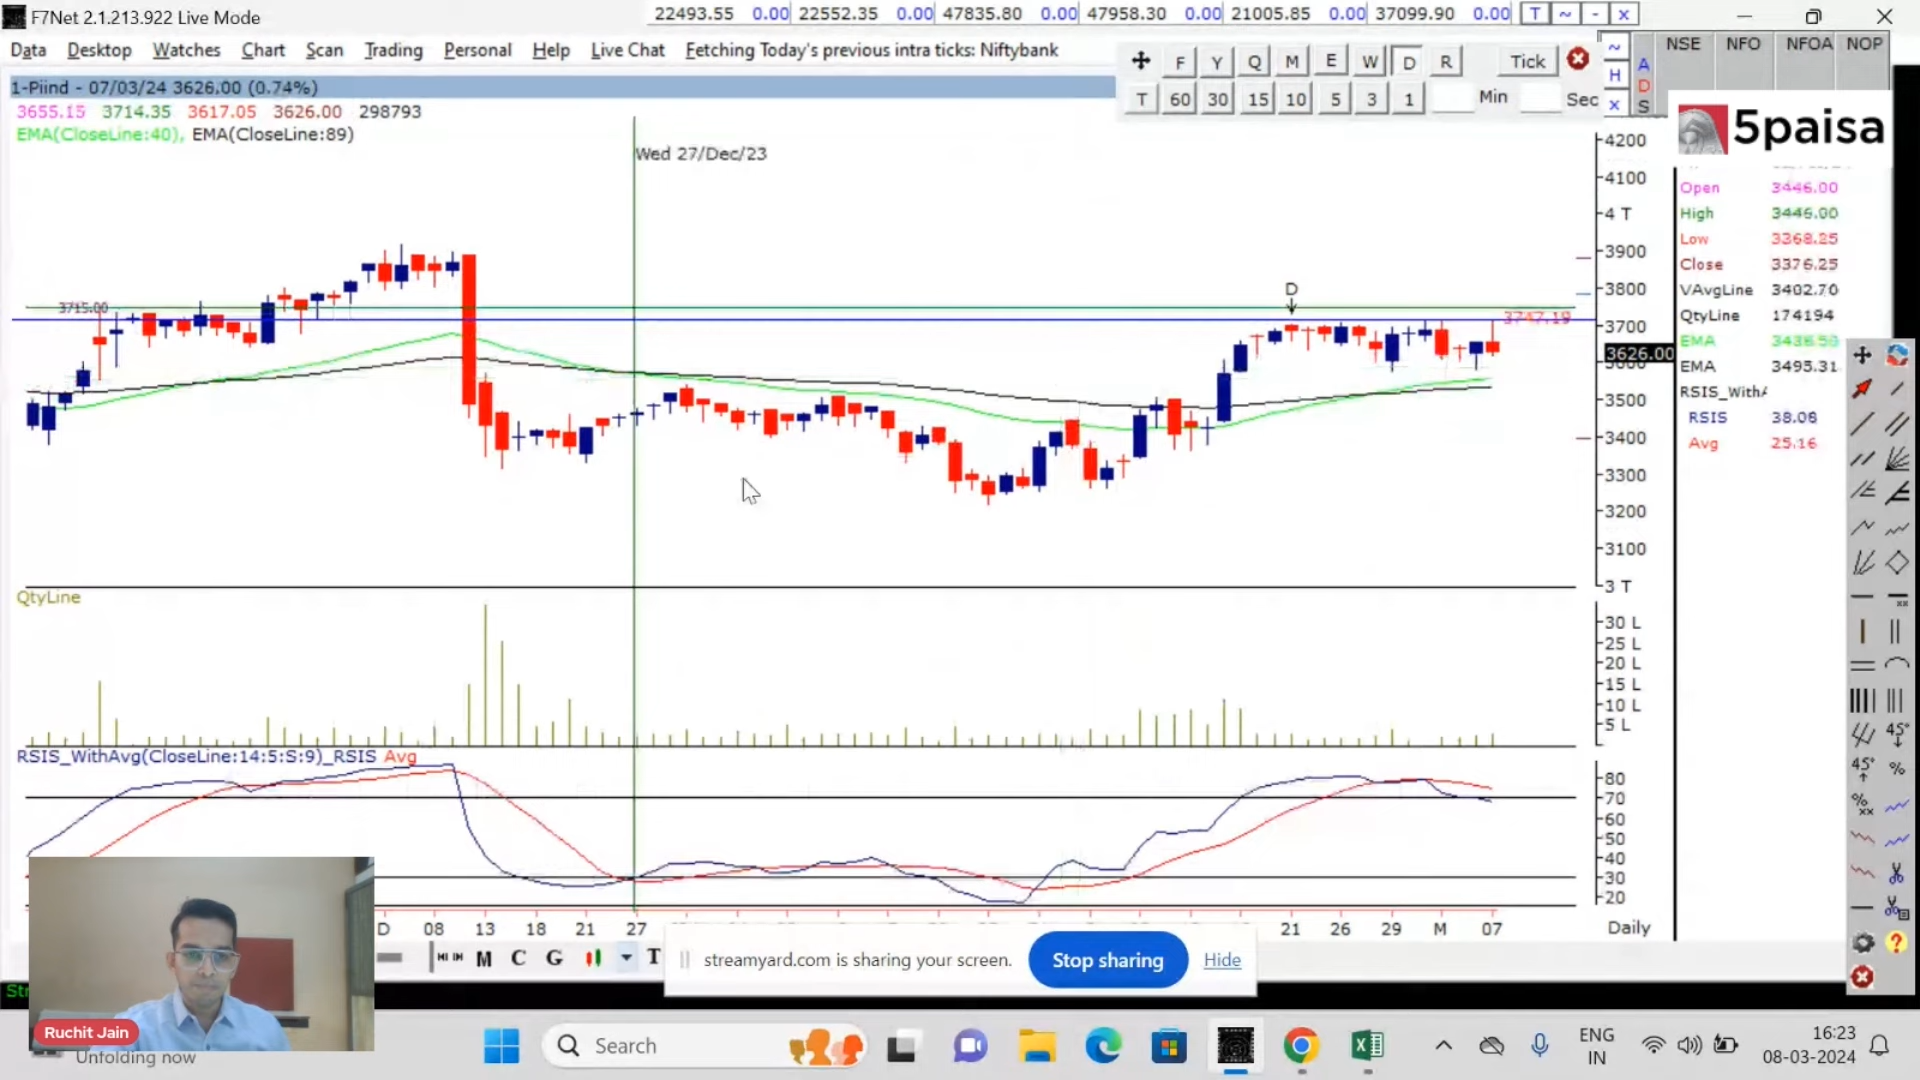 F7Net 2.1.213.922 Live Mode
22493.55 0.00 22552.35 0.00 47835.80 0.00 47958.30 0.00 21005.85 0.00 37099.90 0.00 T ~ - x
Data Desktop Watches Chart Scan Trading Personal Help Live Chat Fetching Today's previous intra ticks: Niftybank
F Y Q M E W D R Tick
T 60 30 15 10 5 3 1 Min Sec
~ H x
A D S
NSE NFO NFOA NOP
5paisa
1-Piind - 07/03/24 3626.00 (0.74%)
3655.15 3714.35 3617.05 3626.00 298793
EMA(CloseLine:40), EMA(CloseLine:89)
Wed 27/Dec/23
3715.00
D
3747.19
4200
4100
4 T
3900
3800
3700
3626.00
3500
3400
3300
3200
3100
3 T
Open 3446.00
High 3446.00
Low 3368.25
Close 3376.25
VAvgLine 3402.70
QtyLine 174194
EMA 3436.50
EMA 3495.31
RSIS_WithA
RSIS 38.08
Avg 25.16
QtyLine
30 L
25 L
20 L
15 L
10 L
5 L
RSIS_WithAvg(CloseLine:14:5:S:9)_RSIS Avg
80
70
60
50
40
30
20
D 08 13 18 21 27 21 26 29 M 07 Daily
M C G T
streamyard.com is sharing your screen. Stop sharing Hide
Ruchit Jain
Unfolding now
Search
ENG
IN
16:23
08-03-2024